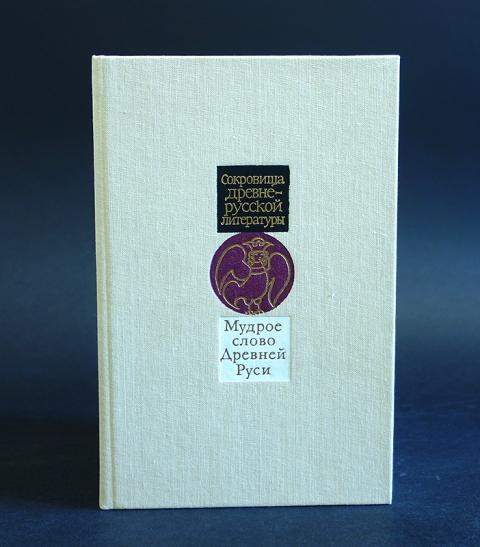 Сокровища
древне-
русской
литературы
Мудрое
слово
Древней
Руси